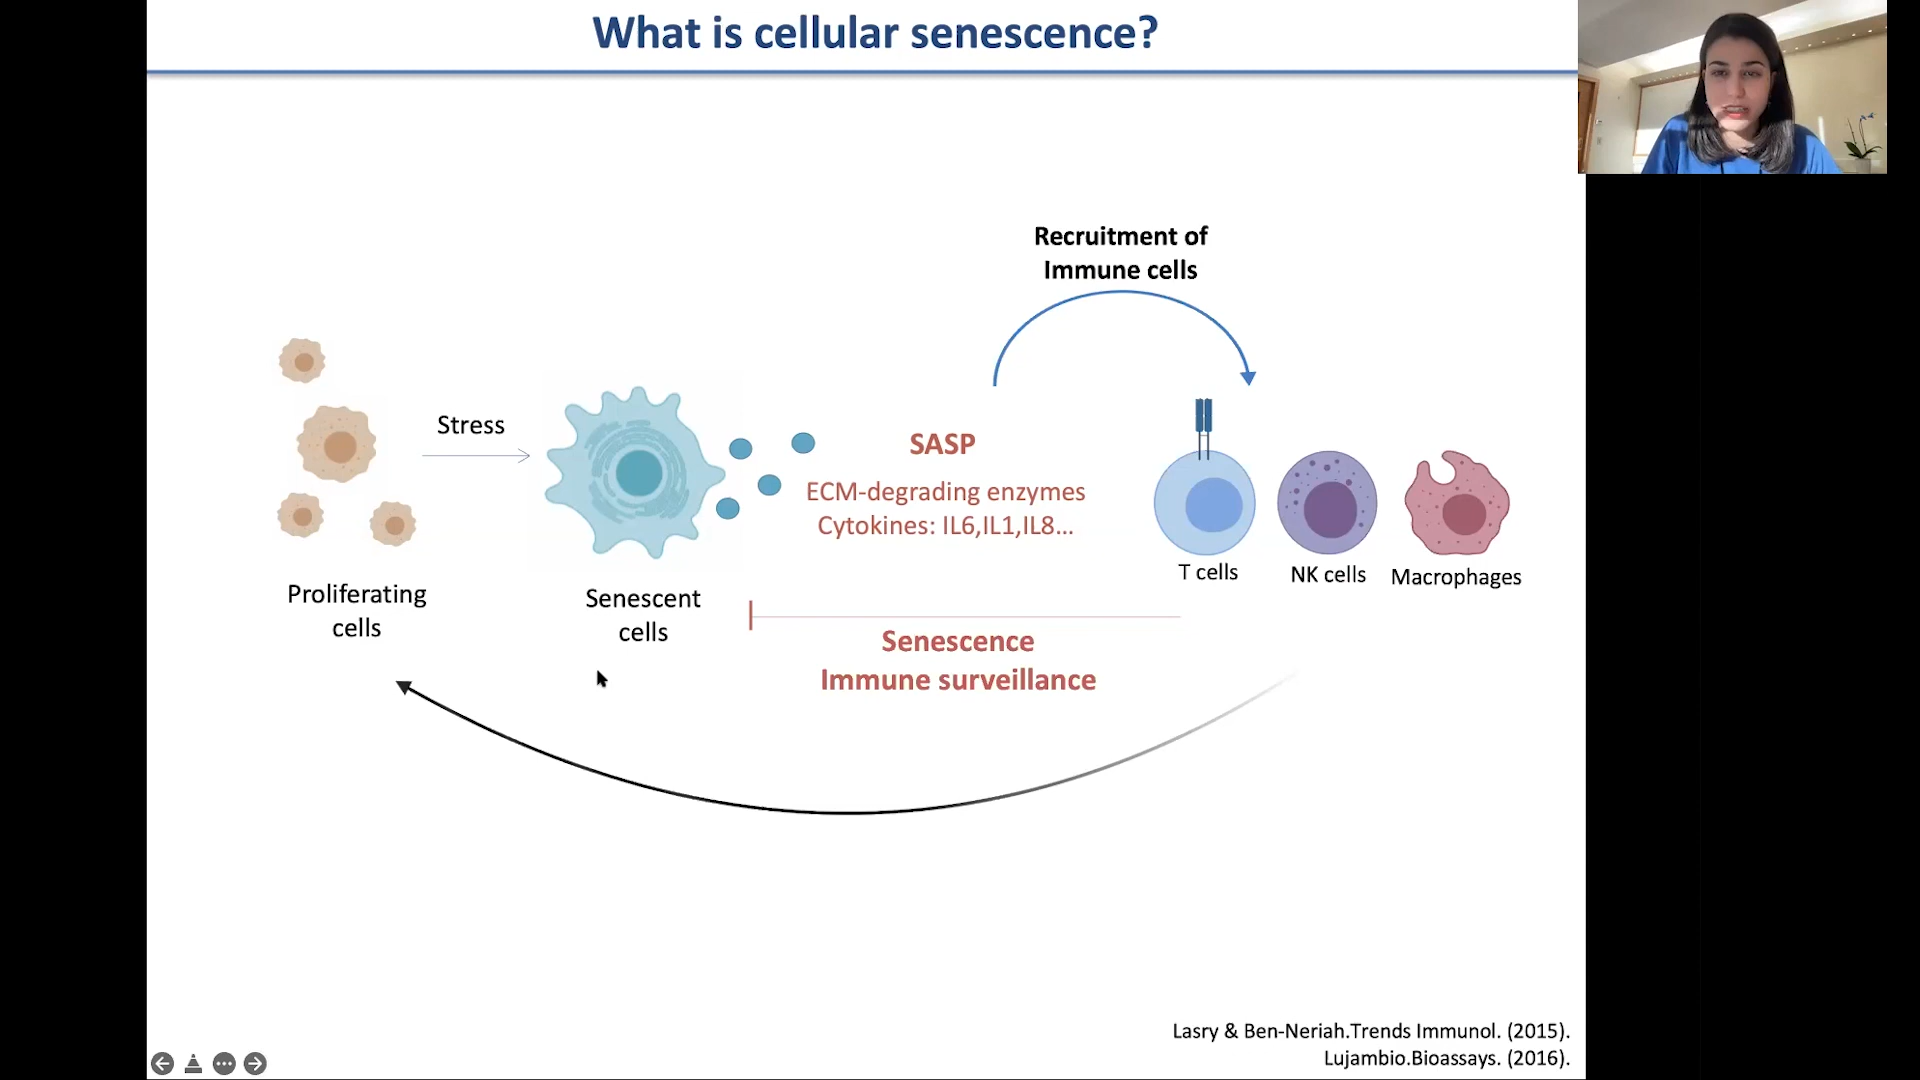 What is cellular senescence?
Recruitment of
Immune cells
Stress
SASP
ECM-degrading enzymes
Cytokines: IL6,IL1,IL8...
T cells
NK cells
Macrophages
Proliferating
cells
Senescent
cells
Senescence
Immune surveillance
Lasry & Ben-Neriah.Trends Immunol. (2015).
Lujambio.Bioassays. (2016).